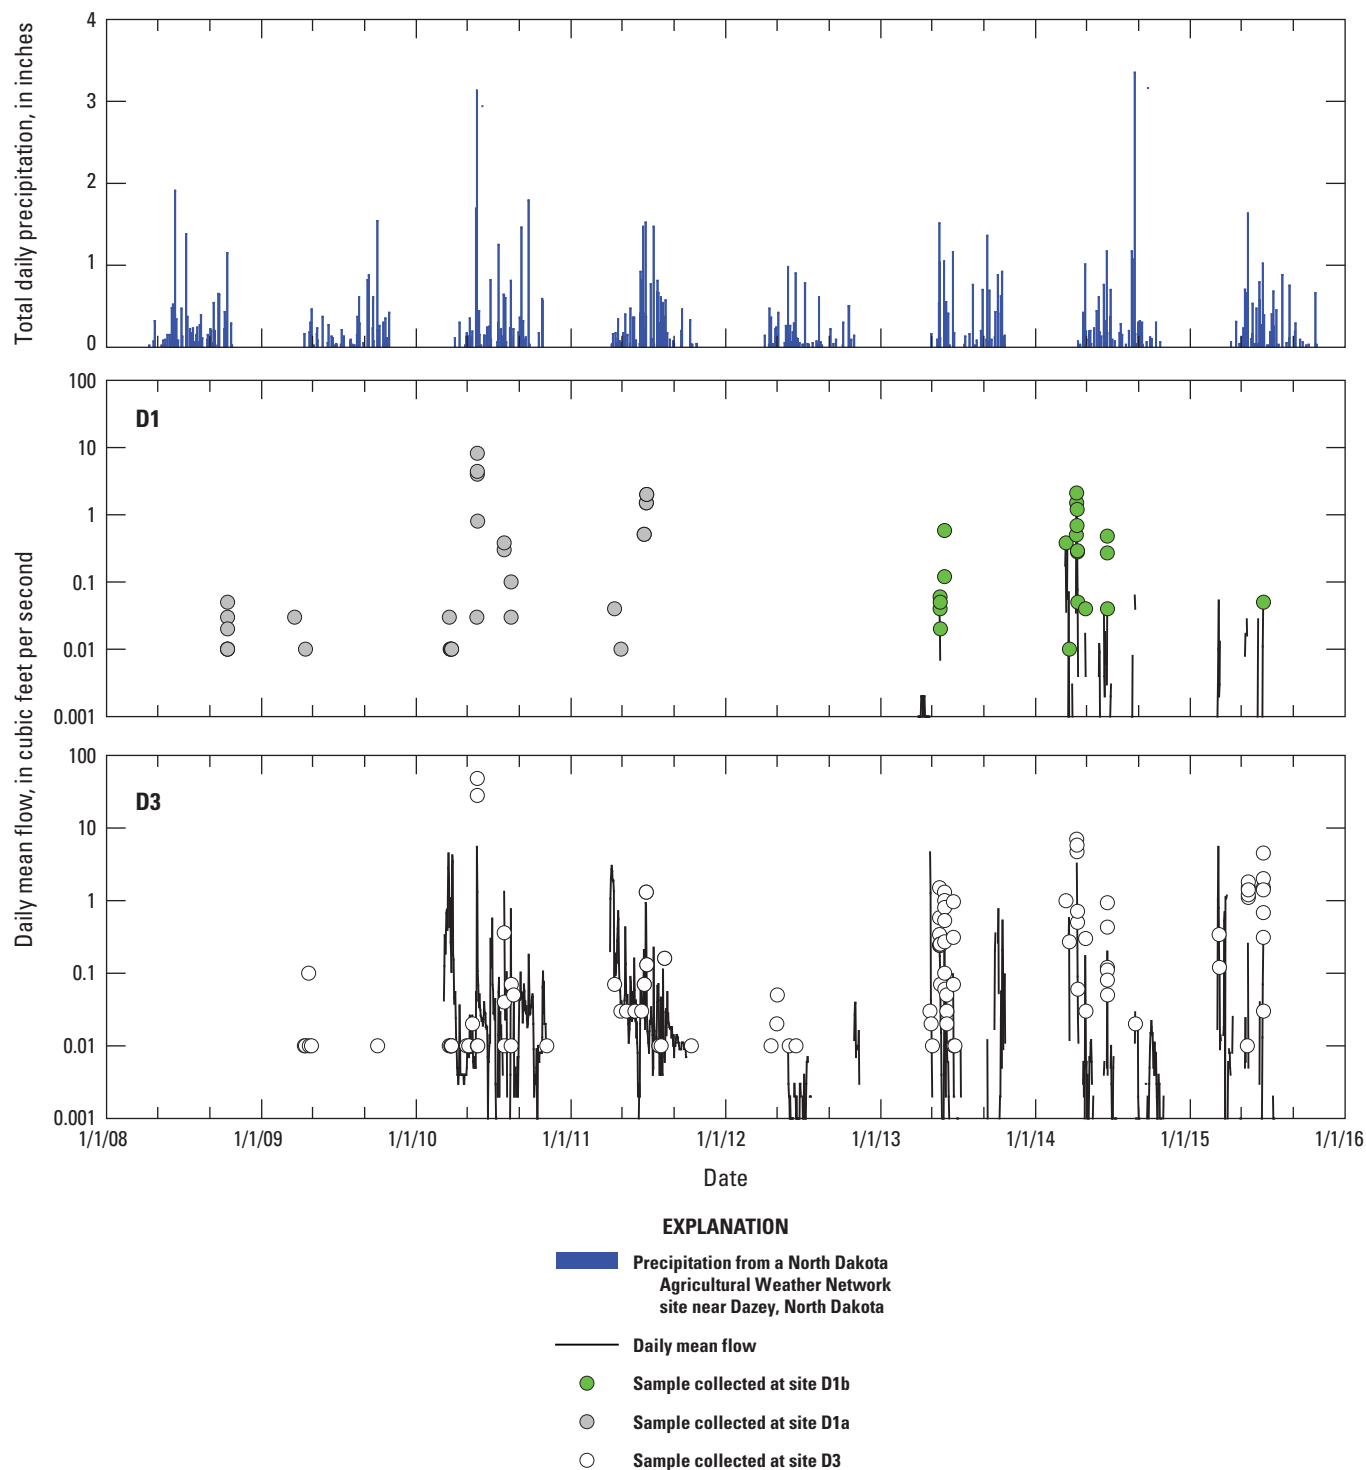 Total daily precipitation, in inches
4
3
2
1
0
Daily mean flow, in cubic feet per second
D1
100
10
1
0.1
0.01
0.001
D3
100
10
1
0.1
0.01
0.001
1/1/08
1/1/09
1/1/10
1/1/11
1/1/12
1/1/13
1/1/14
1/1/15
1/1/16
Date
EXPLANATION
Precipitation from a North Dakota
Agricultural Weather Network
site near Dazey, North Dakota
Daily mean flow
Sample collected at site D1b
Sample collected at site D1a
Sample collected at site D3